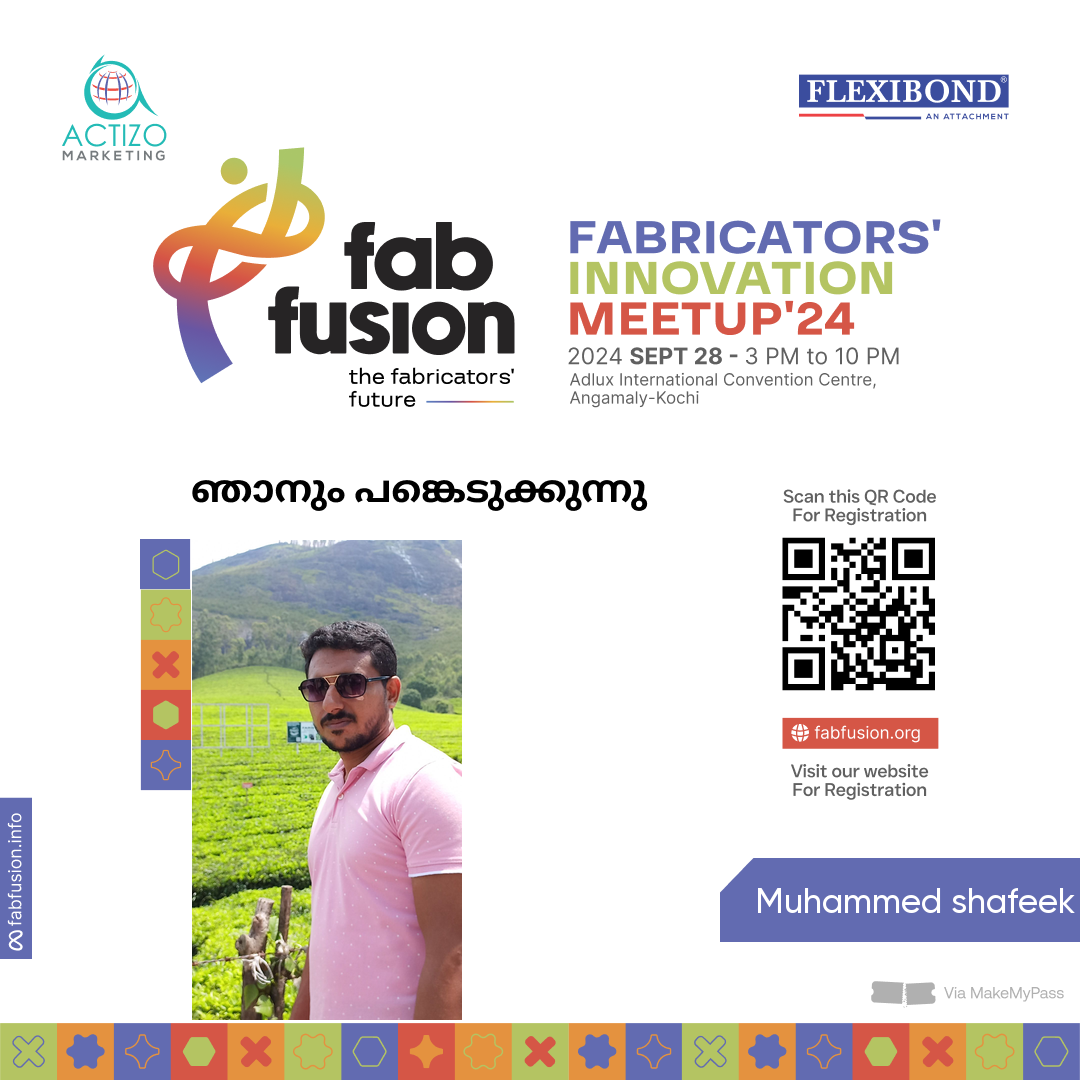 ACTIZO
MARKETING
FLEXIBOND®
AN ATTACHMENT
fab
fusion
the fabricators'
future
FABRICATORS'
INNOVATION
MEETUP'24
2024 SEPT 28 - 3 PM to 10 PM
Adlux International Convention Centre,
Angamaly-Kochi
ഞാനും പങ്കെടുക്കുന്നു
Scan this QR Code
For Registration
fabfusion.org
Visit our website
For Registration
fabfusion.info
Muhammed shafeek
Via MakeMyPass